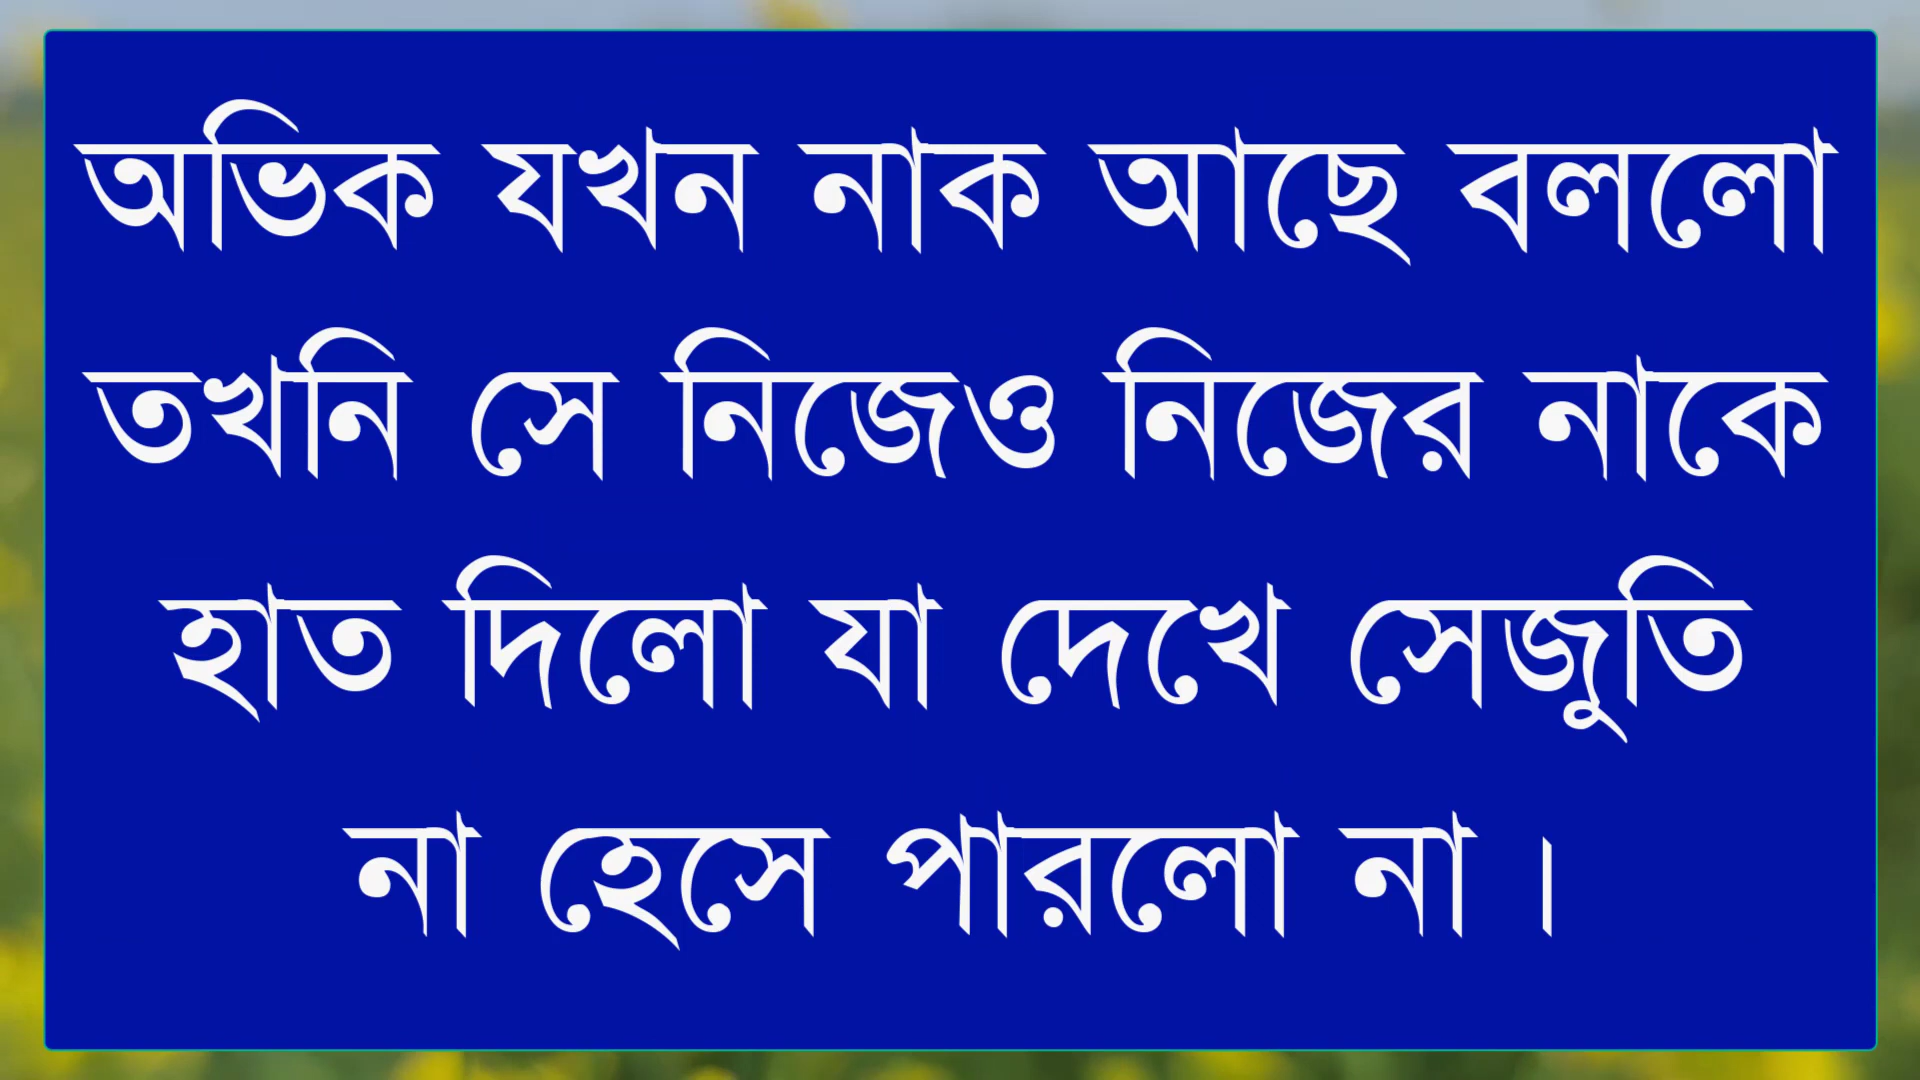 অভিক যখন নাক আছে বললো
তখনি সে নিজেও নিজের নাকে
হাত দিলো যা দেখে সেজুতি
না হেসে পারলো না ।